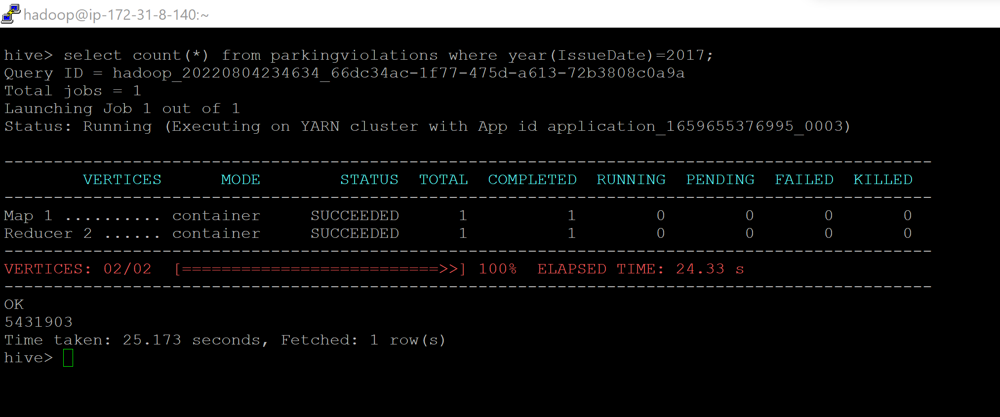 hadoop@ip-172-31-8-140:~
hive> select count(*) from parkingviolations where year(IssueDate)=2017;
Query ID = hadoop_20220804234634_66dc34ac-1f77-475d-a613-72b3808c0a9a
Total jobs = 1
Launching Job 1 out of 1
Status: Running (Executing on YARN cluster with App id application_1659655376995_0003)
----------------------------------------------------------------------------------------------
        VERTICES      MODE        STATUS  TOTAL  COMPLETED  RUNNING  PENDING  FAILED  KILLED
----------------------------------------------------------------------------------------------
Map 1 .......... container     SUCCEEDED      1          1        0        0       0       0
Reducer 2 ...... container     SUCCEEDED      1          1        0        0       0       0
----------------------------------------------------------------------------------------------
VERTICES: 02/02  [==========================>>] 100%  ELAPSED TIME: 24.33 s
----------------------------------------------------------------------------------------------
OK
5431903
Time taken: 25.173 seconds, Fetched: 1 row(s)
hive>